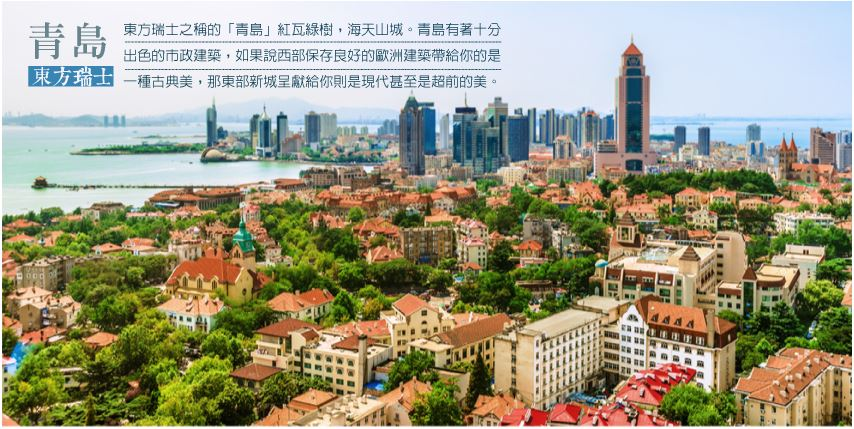 青島
東方瑞士
東方瑞士之稱的「青島」紅瓦綠樹，海天山城。青島有著十分
出色的市政建築，如果說西部保存良好的歐洲建築帶給你的是
一種古典美，那東部新城呈獻給你則是現代甚至是超前的美。